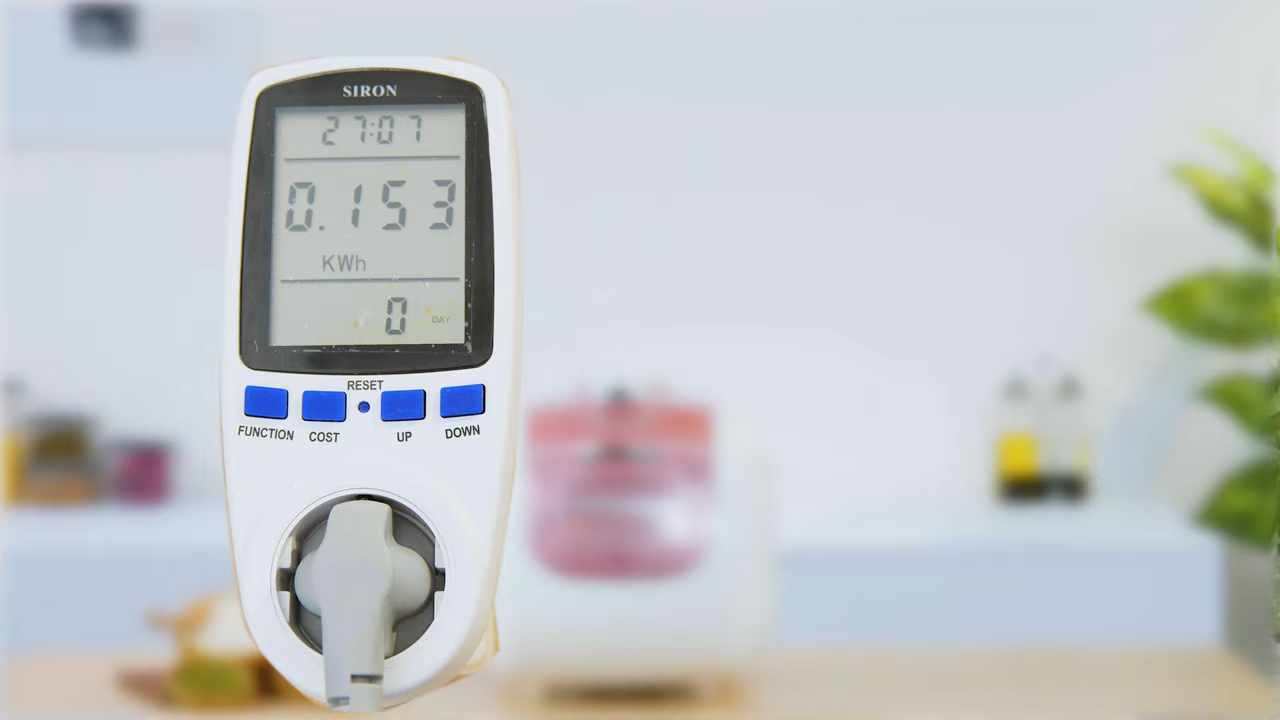 SIRON
27:07
0.153
KWh
0 DAY
RESET
FUNCTION COST UP DOWN